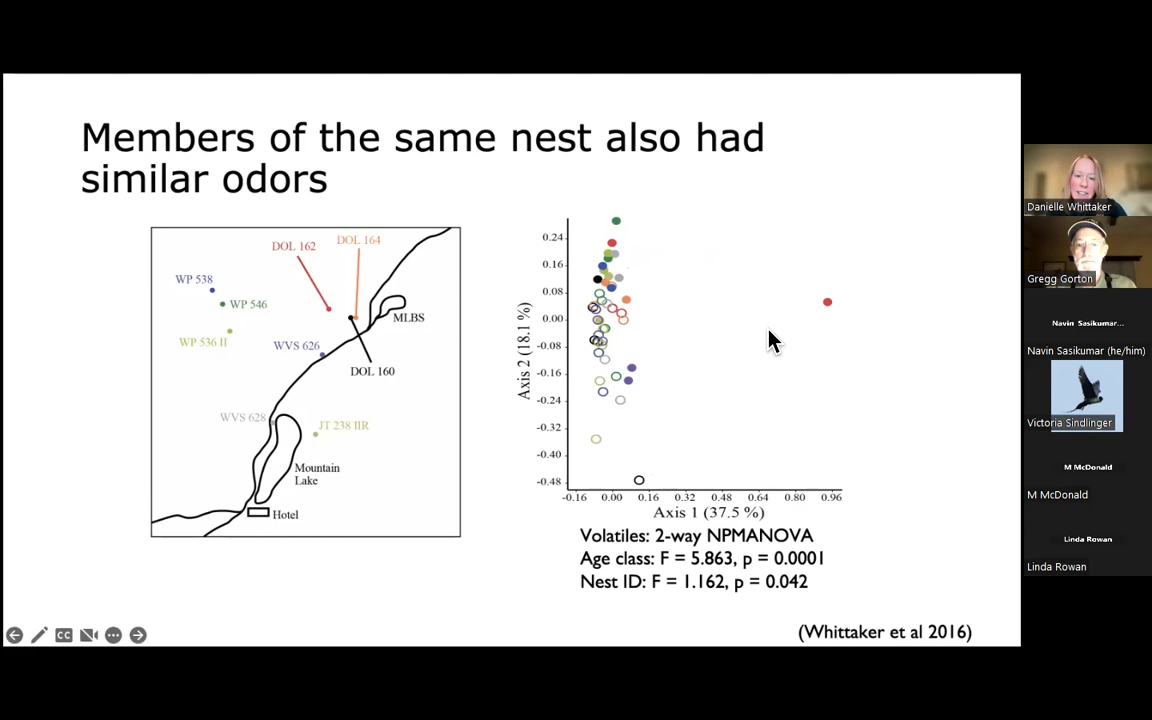 Members of the same nest also had
similar odors
DOL 162
DOL 164
WP 538
WP 546
MLBS
WP 536 II
WVS 626
DOL 160
WVS 628
JT 238 IIR
Mountain
Lake
Hotel
Axis 2 (18.1 %)
0.24
0.16
0.08
0.00
-0.08
-0.16
-0.24
-0.32
-0.40
-0.48
-0.16 0.00 0.16 0.32 0.48 0.64 0.80 0.96
Axis 1 (37.5 %)
Volatiles: 2-way NPMANOVA
Age class: F = 5.863, p = 0.0001
Nest ID: F = 1.162, p = 0.042
(Whittaker et al 2016)
CC
Danielle Whittaker
Gregg Gorton
Navin Sasikumar...
Navin Sasikumar (he/him)
Victoria Sindlinger
M McDonald
M McDonald
Linda Rowan
Linda Rowan